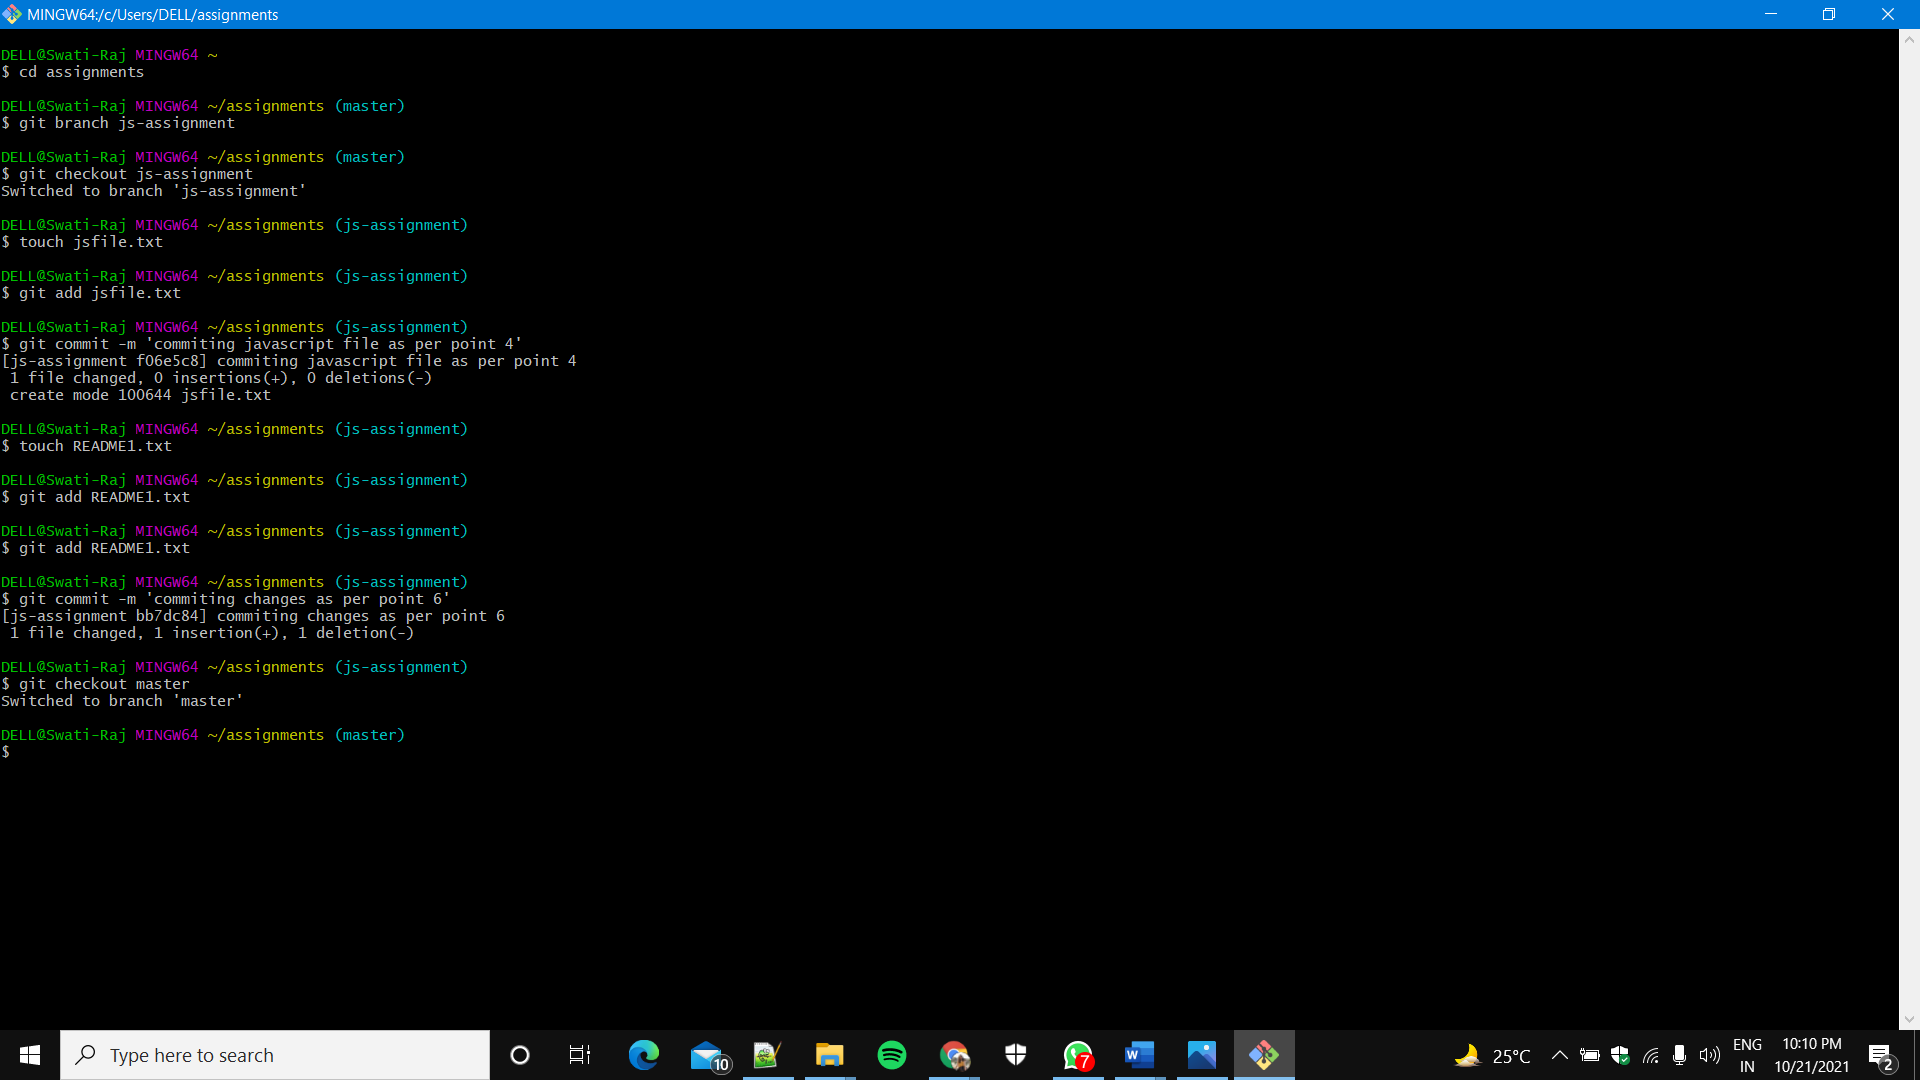 MINGW64:/c/Users/DELL/assignments
DELL@Swati-Raj MINGW64 ~
$ cd assignments
DELL@Swati-Raj MINGW64 ~/assignments (master)
$ git branch js-assignment
DELL@Swati-Raj MINGW64 ~/assignments (master)
$ git checkout js-assignment
Switched to branch 'js-assignment'
DELL@Swati-Raj MINGW64 ~/assignments (js-assignment)
$ touch jsfile.txt
DELL@Swati-Raj MINGW64 ~/assignments (js-assignment)
$ git add jsfile.txt
DELL@Swati-Raj MINGW64 ~/assignments (js-assignment)
$ git commit -m 'commiting javascript file as per point 4'
[js-assignment f06e5c8] commiting javascript file as per point 4
1 file changed, 0 insertions(+), 0 deletions(-)
create mode 100644 jsfile.txt
DELL@Swati-Raj MINGW64 ~/assignments (js-assignment)
$ touch README1.txt
DELL@Swati-Raj MINGW64 ~/assignments (js-assignment)
$ git add README1.txt
DELL@Swati-Raj MINGW64 ~/assignments (js-assignment)
$ git add README1.txt
DELL@Swati-Raj MINGW64 ~/assignments (js-assignment)
$ git commit -m 'commiting changes as per point 6'
[js-assignment bb7dc84] commiting changes as per point 6
1 file changed, 1 insertion(+), 1 deletion(-)
DELL@Swati-Raj MINGW64 ~/assignments (js-assignment)
$ git checkout master
Switched to branch 'master'
DELL@Swati-Raj MINGW64 ~/assignments (master)
$
Type here to search
10
7
W
25°C
ENG
IN
10:10 PM
10/21/2021
2